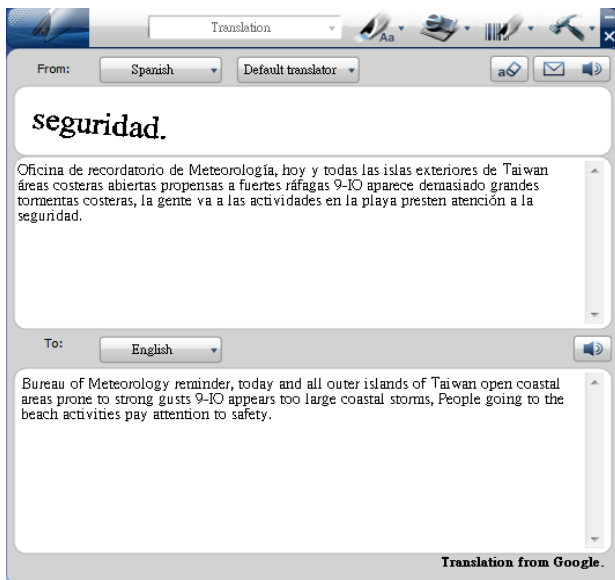 Translation
Aa
From:
Spanish
Default translator
a
seguridad.
Oficina de recordatorio de Meteorología, hoy y todas las islas exteriores de Taiwan
áreas costeras abiertas propensas a fuertes ráfagas 9-IO aparece demasiado grandes
tormentas costeras, la gente va a las actividades en la playa presten atención a la
seguridad.
To:
English
Bureau of Meteorology reminder, today and all outer islands of Taiwan open coastal
areas prone to strong gusts 9-IO appears too large coastal storms, People going to the
beach activities pay attention to safety.
Translation from Google.